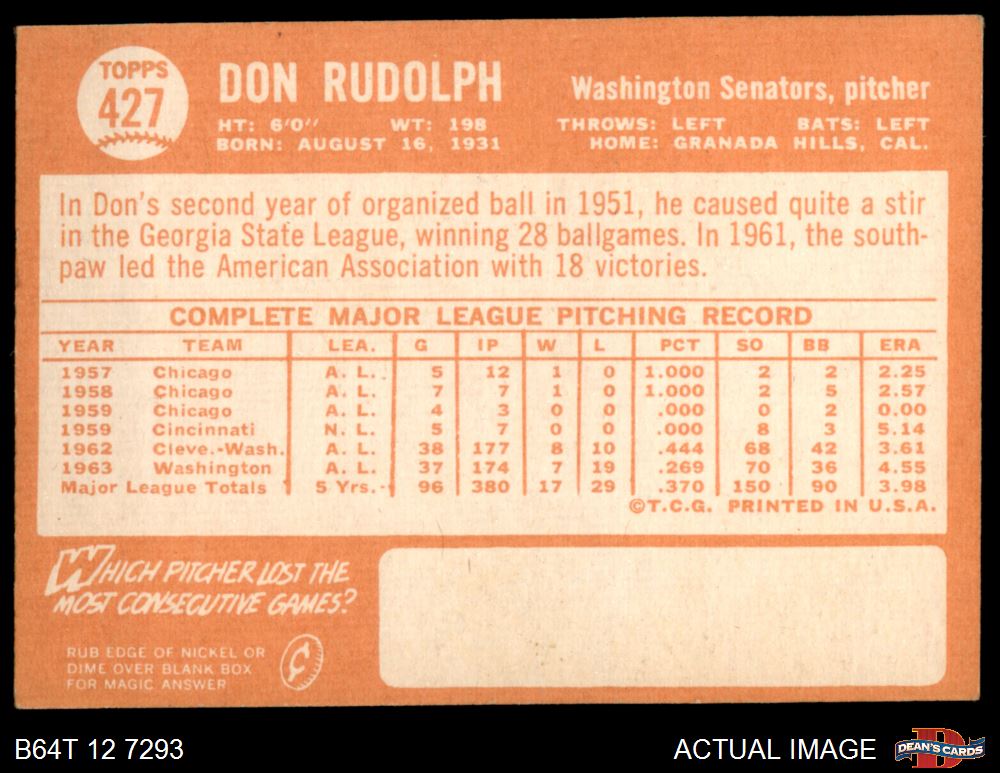 TOPPS
427
DON RUDOLPH
Washington Senators, pitcher
HT: 6'0" WT: 198
THROWS: LEFT BATS: LEFT
BORN: AUGUST 16, 1931
HOME: GRANADA HILLS, CAL.
In Don's second year of organized ball in 1951, he caused quite a stir
in the Georgia State League, winning 28 ballgames. In 1961, the south-
paw led the American Association with 18 victories.
COMPLETE MAJOR LEAGUE PITCHING RECORD
YEAR TEAM LEA. G IP W L PCT SO BB ERA
1957 Chicago A. L. 5 12 1 0 1.000 2 2 2.25
1958 Chicago A. L. 7 7 1 0 1.000 2 5 2.57
1959 Chicago A. L. 4 3 0 0 .000 0 2 0.00
1959 Cincinnati N. L. 5 7 0 0 .000 8 3 5.14
1962 Cleve.-Wash. A. L. 38 177 8 10 .444 68 42 3.61
1963 Washington A. L. 37 174 7 19 .269 70 36 4.55
Major League Totals 5 Yrs. 96 380 17 29 .370 150 90 3.98
©T.C.G. PRINTED IN U.S.A.
WHICH PITCHER LOST THE
MOST CONSECUTIVE GAMES?
RUB EDGE OF NICKEL OR
DIME OVER BLANK BOX
FOR MAGIC ANSWER
¢
B64T 12 7293
ACTUAL IMAGE
D
DEAN'S CARDS